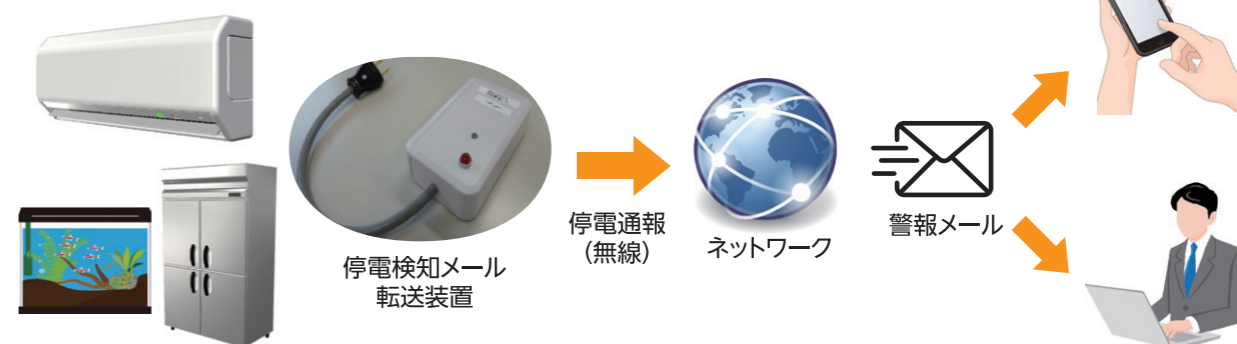 停電検知メール
転送装置
停電通報
(無線)
ネットワーク
警報メール